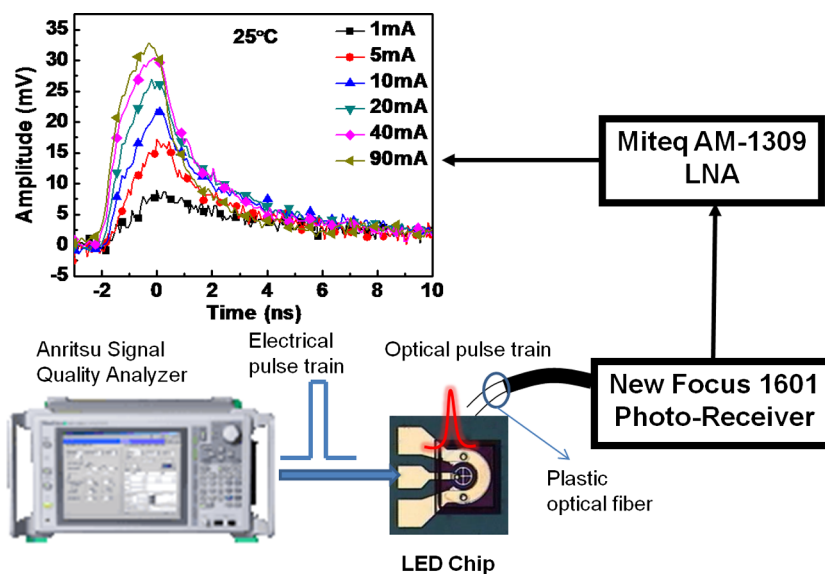 25°C
1mA
5mA
10mA
20mA
40mA
90mA
Amplitude (mV)
35
30
25
20
15
10
5
0
-5
-2
0
2
4
6
8
10
Time (ns)
Miteq AM-1309
LNA
Anritsu Signal
Quality Analyzer
Electrical
pulse train
Optical pulse train
New Focus 1601
Photo-Receiver
Plastic
optical fiber
LED Chip